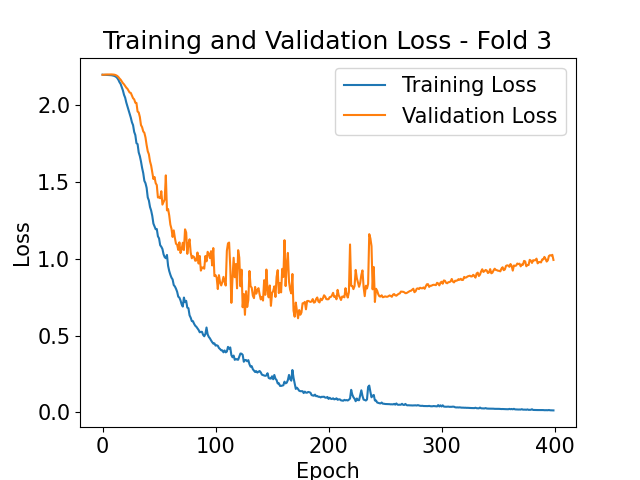 Training and Validation Loss - Fold 3
Training Loss
Validation Loss
Loss
2.0
1.5
1.0
0.5
0.0
0 100 200 300 400
Epoch